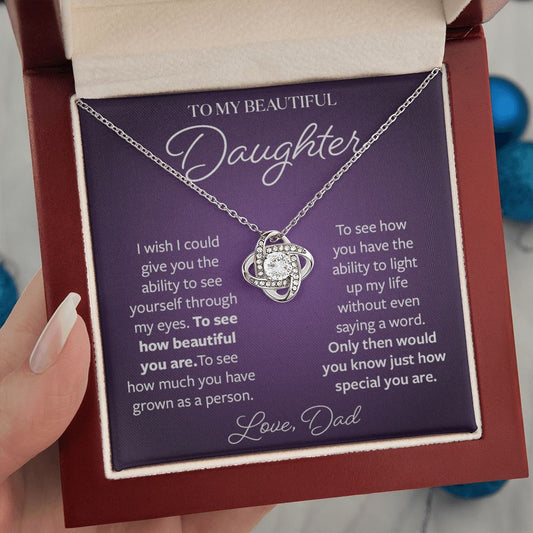 TO MY BEAUTIFUL
Daughter
I wish I could
give you the
ability to see
yourself through
my eyes. To see
how beautiful
you are.To see
how much you have
grown as a person.
To see how
you have the
ability to light
up my life
without even
saying a word.
Only then would
you know just how
special you are.
Love, Dad